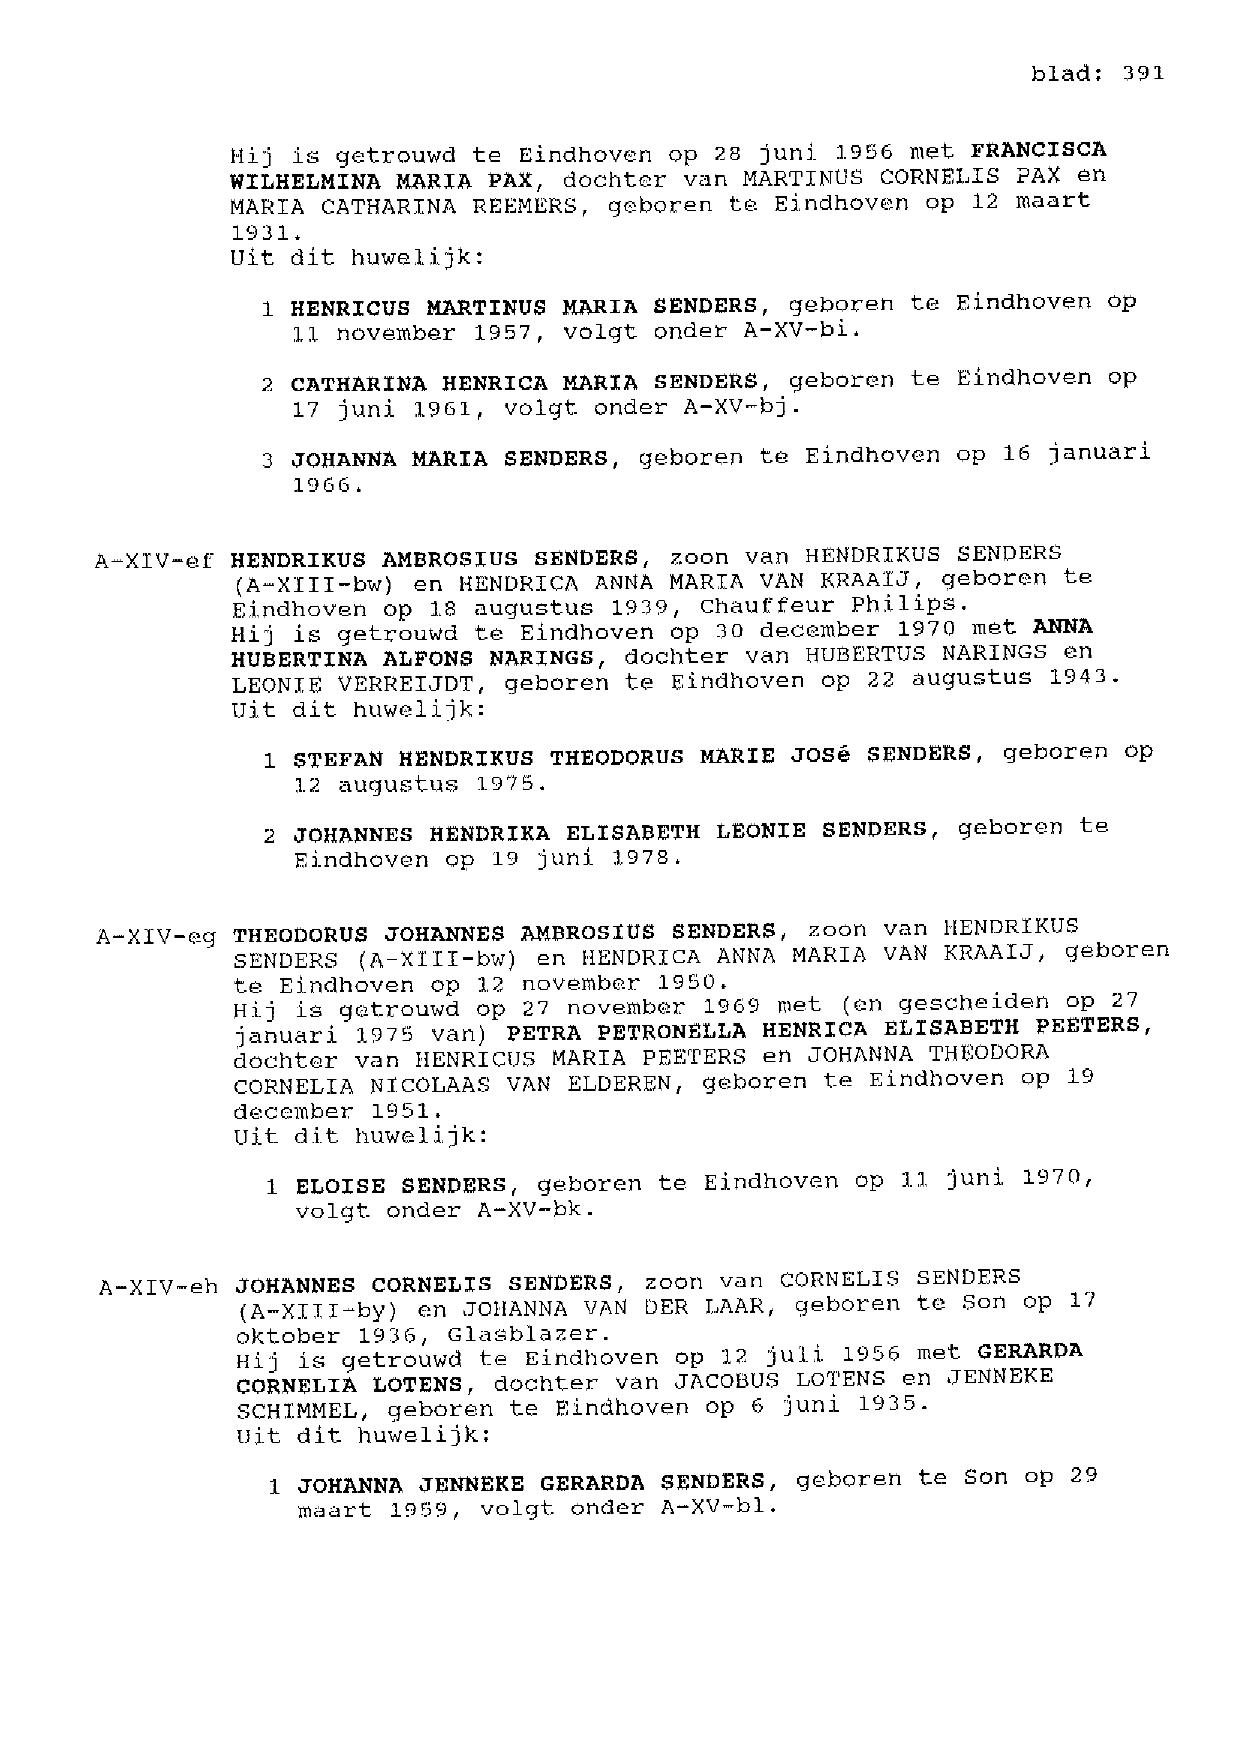 blad: 391
Hij is getrouwd te Eindhoven op 28 juni 1956 met FRANCISCA
WILHELMINA MARIA PAX, dochter van MARTINUS CORNELIS PAX en
MARIA CATHARINA REEMERS, geboren te Eindhoven op 12 maart
1931.
Uit dit huwelijk:
1 HENRICUS MARTINUS MARIA SENDERS, geboren te Eindhoven op
11 november 1957, volgt onder A-XV-bi.
2 CATHARINA HENRICA MARIA SENDERS, geboren te Eindhoven op
17 juni 1961, volgt onder A-XV-bj.
3 JOHANNA MARIA SENDERS, geboren te Eindhoven op 16 januari
1966.
A-XIV-ef HENDRIKUS AMBROSIUS SENDERS, zoon van HENDRIKUS SENDERS
(A-XIII-bw) en HENDRICA ANNA MARIA VAN KRAAIJ, geboren te
Eindhoven op 18 augustus 1939, Chauffeur Philips.
Hij is getrouwd te Eindhoven op 30 december 1970 met ANNA
HUBERTINA ALFONS NARINGS, dochter van HUBERTUS NARINGS en
LEONIE VERREIJDT, geboren te Eindhoven op 22 augustus 1943.
Uit dit huwelijk:
1 STEFAN HENDRIKUS THEODORUS MARIE JOSé SENDERS, geboren op
12 augustus 1975.
2 JOHANNES HENDRIKA ELISABETH LEONIE SENDERS, geboren te
Eindhoven op 19 juni 1978.
A-XIV-eg THEODORUS JOHANNES AMBROSIUS SENDERS, zoon van HENDRIKUS
SENDERS (A-XIII-bw) en HENDRICA ANNA MARIA VAN KRAAIJ, geboren
te Eindhoven op 12 november 1950.
Hij is getrouwd op 27 november 1969 met (en gescheiden op 27
januari 1975 van) PETRA PETRONELLA HENRICA ELISABETH PEETERS,
dochter van HENRICUS MARIA PEETERS en JOHANNA THEODORA
CORNELIA NICOLAAS VAN ELDEREN, geboren te Eindhoven op 19
december 1951.
Uit dit huwelijk:
1 ELOISE SENDERS, geboren te Eindhoven op 11 juni 1970,
volgt onder A-XV-bk.
A-XIV-eh JOHANNES CORNELIS SENDERS, zoon van CORNELIS SENDERS
(A-XIII-by) en JOHANNA VAN DER LAAR, geboren te Son op 17
oktober 1936, Glasblazer.
Hij is getrouwd te Eindhoven op 12 juli 1956 met GERARDA
CORNELIA LOTENS, dochter van JACOBUS LOTENS en JENNEKE
SCHIMMEL, geboren te Eindhoven op 6 juni 1935.
Uit dit huwelijk:
1 JOHANNA JENNEKE GERARDA SENDERS, geboren te Son op 29
maart 1959, volgt onder A-XV-bl.